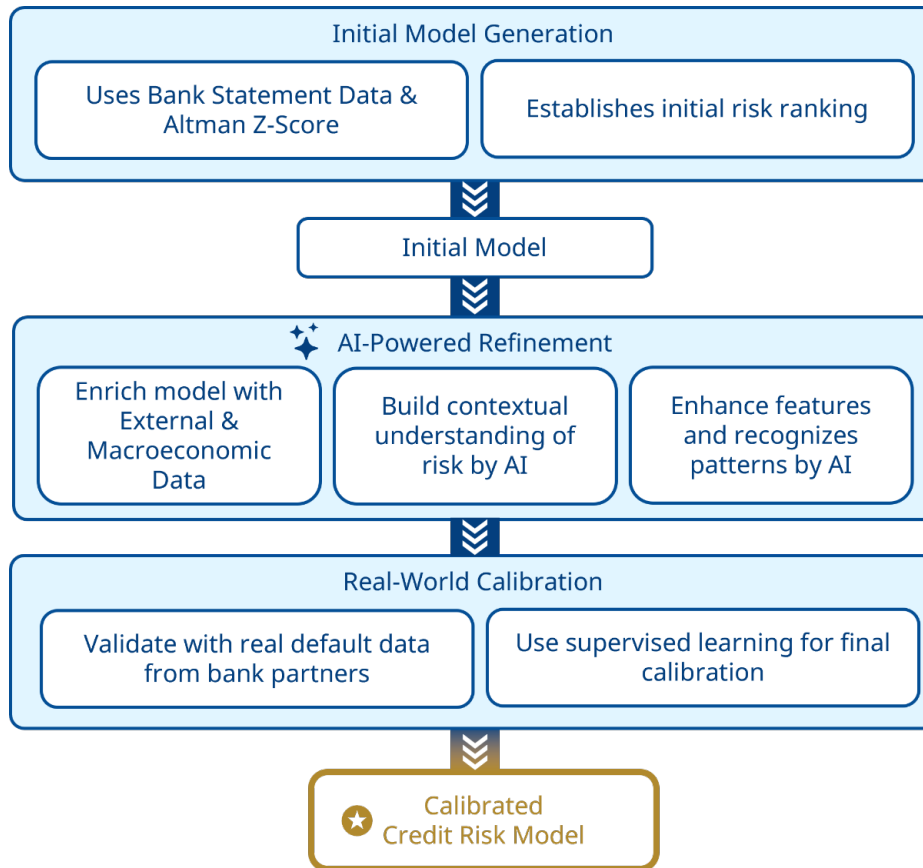 Initial Model Generation
Uses Bank Statement Data &
Altman Z-Score
Establishes initial risk ranking
Initial Model
AI-Powered Refinement
Enrich model with
External &
Macroeconomic
Data
Build contextual
understanding of
risk by AI
Enhance features
and recognizes
patterns by AI
Real-World Calibration
Validate with real default data
from bank partners
Use supervised learning for final
calibration
Calibrated
Credit Risk Model